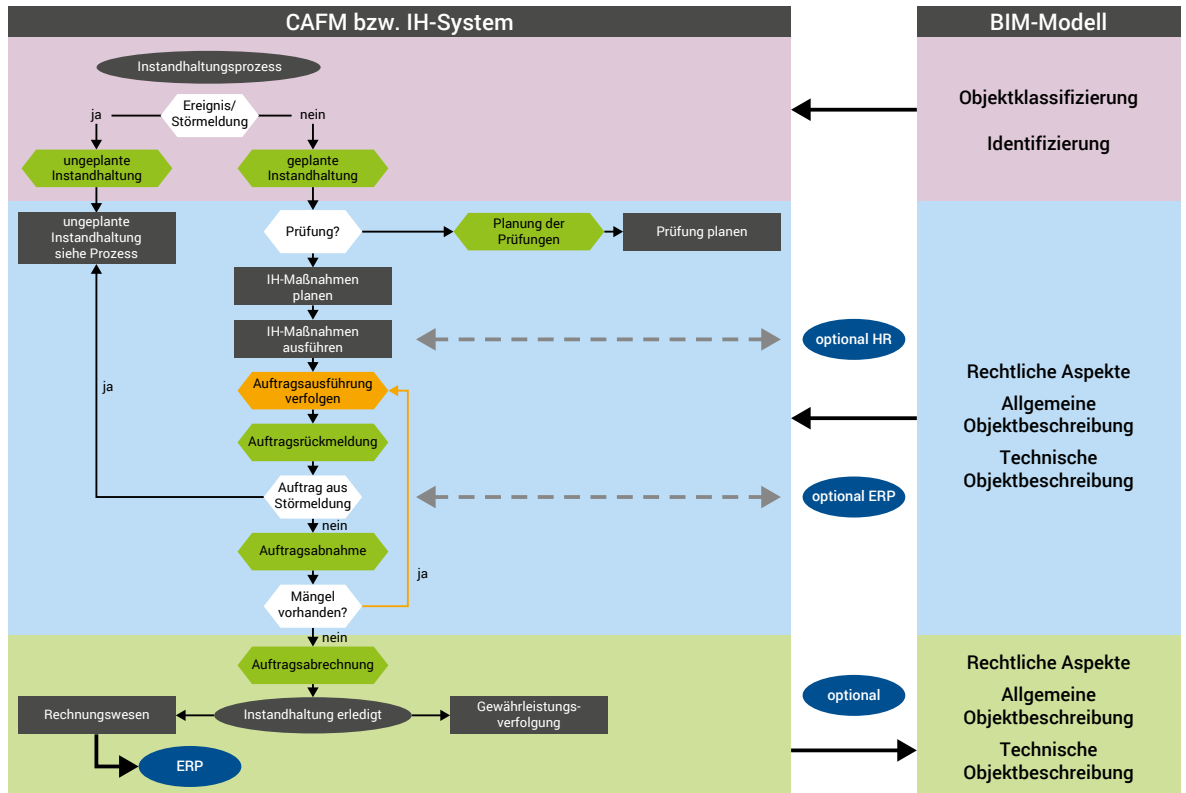 CAFM bzw. IH-System
BIM-Modell
Instandhaltungsprozess
Ereignis/
Störmeldung
ja
nein
ungeplante
Instandhaltung
geplante
Instandhaltung
Objektklassifizierung
Identifizierung
ungeplante
Instandhaltung
siehe Prozess
Prüfung?
Planung der
Prüfungen
Prüfung planen
IH-Maßnahmen
planen
IH-Maßnahmen
ausführen
optional HR
ja
Auftragsausführung
verfolgen
Auftragsrückmeldung
Auftrag aus
Störmeldung
optional ERP
nein
Auftragsabnahme
ja
Mängel
vorhanden?
nein
Rechtliche Aspekte
Allgemeine
Objektbeschreibung
Technische
Objektbeschreibung
Auftragsabrechnung
Rechnungswesen
Instandhaltung erledigt
Gewährleistungs-
verfolgung
ERP
optional
Rechtliche Aspekte
Allgemeine
Objektbeschreibung
Technische
Objektbeschreibung